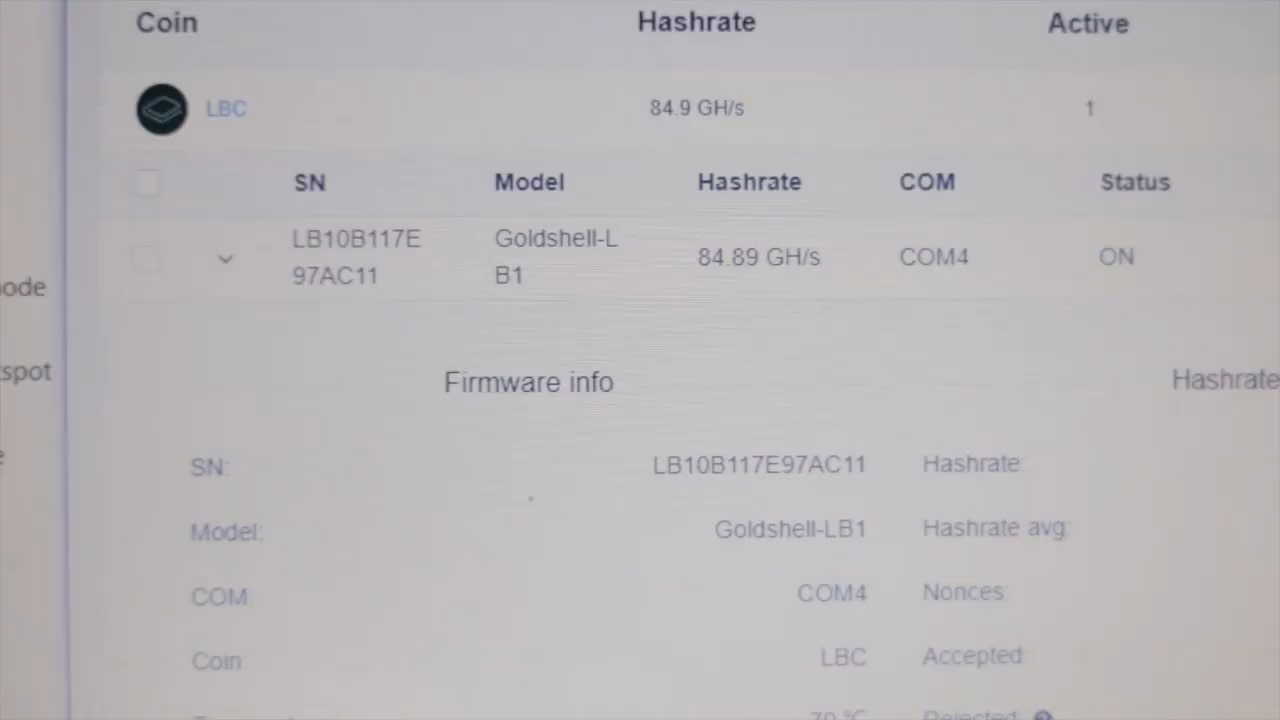 Coin Hashrate Active
LBC 84.9 GH/s 1
SN Model Hashrate COM Status
LB10B117E Goldshell-L
84.89 GH/s COM4 ON
97AC11 B1
Firmware info Hashrate
SN: LB10B117E97AC11 Hashrate:
Model: Goldshell-LB1 Hashrate avg:
COM: COM4 Nonces:
Coin: LBC Accepted:
70 °C Rejected:
ode
spot